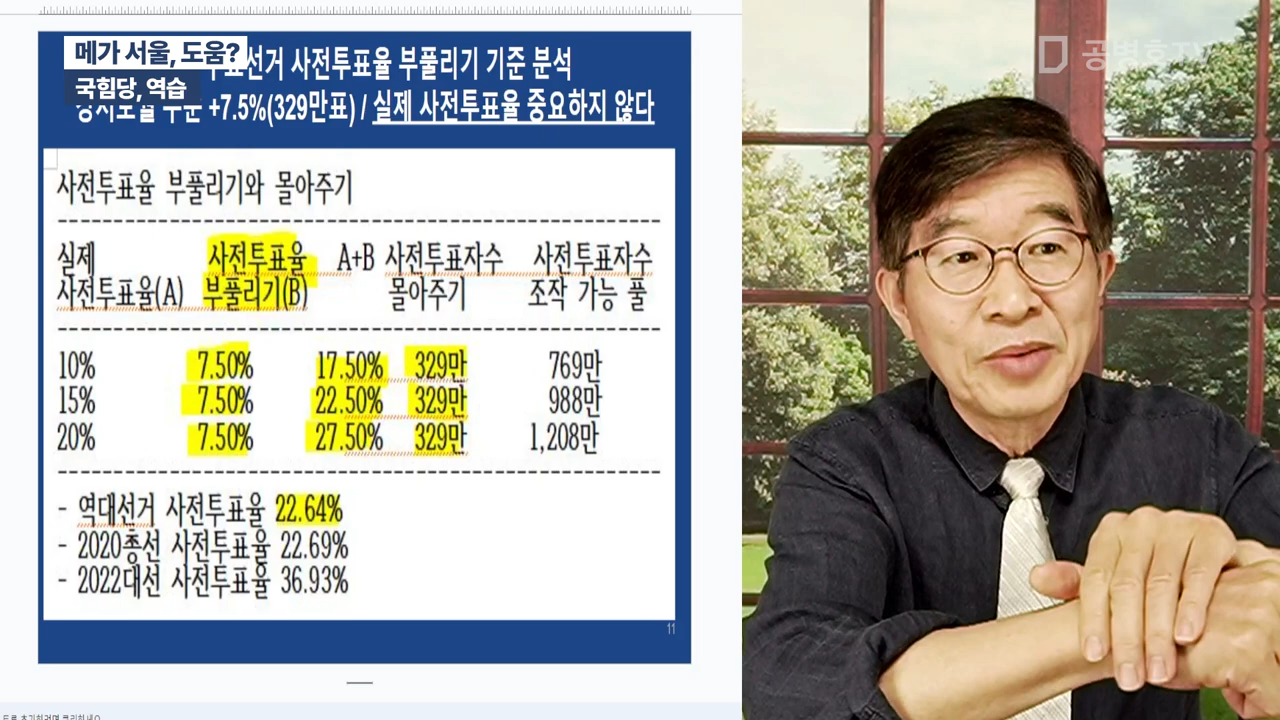 메가 서울, 도움?
국힘당, 역습
선거 사전투표율 부풀리기 기준 분석
+7.5%(329만표) / 실제 사전투표율 중요하지 않다
사전투표율 부풀리기와 몰아주기
실제 사전투표율 A+B 사전투표자수 사전투표자수
사전투표율(A) 부풀리기(B) 몰아주기 조작 가능 풀
10% 7.50% 17.50% 329만 769만
15% 7.50% 22.50% 329만 988만
20% 7.50% 27.50% 329만 1,208만
- 역대선거 사전투표율 22.64%
- 2020총선 사전투표율 22.69%
- 2022대선 사전투표율 36.93%
11
공병호TV